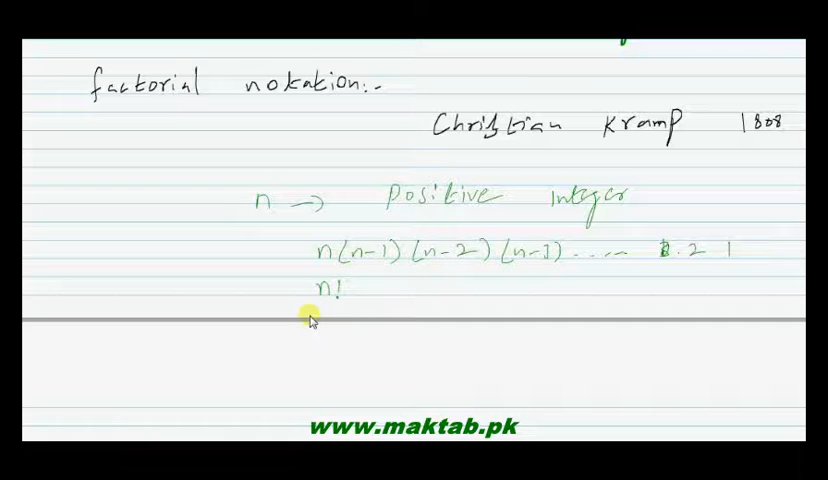 factorial notation:-
Christian Kramp 1808
n → Positive Integer
n(n-1)(n-2)(n-3)..... 3.2 1
n!
www.maktab.pk